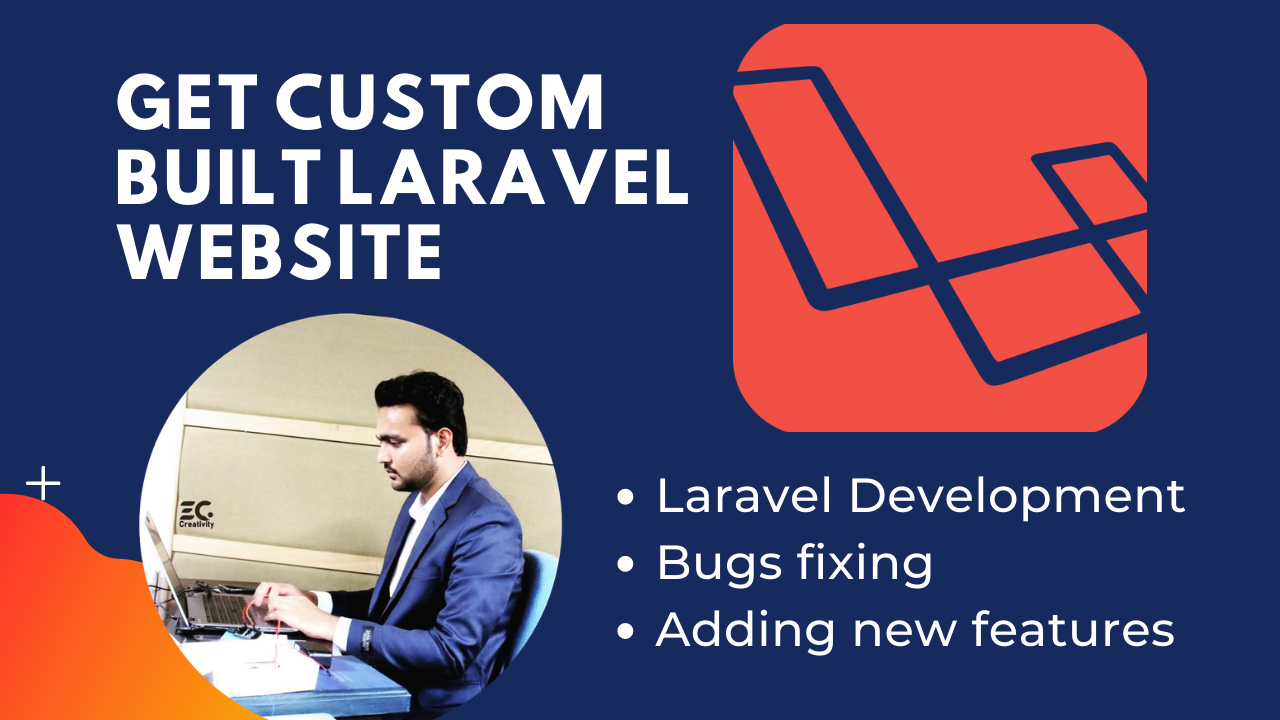 GET CUSTOM
BUILT LARAVEL
WEBSITE
EC
Creativity
• Laravel Development
• Bugs fixing
• Adding new features